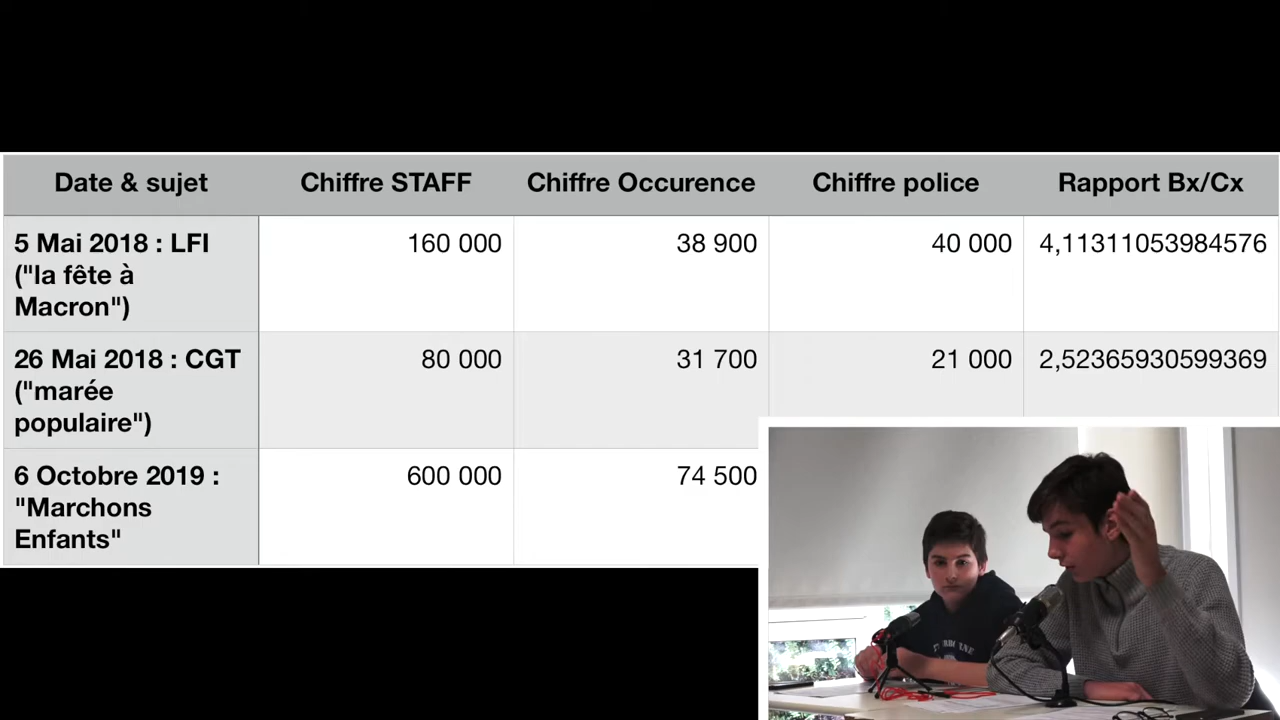 Date & sujet
Chiffre STAFF
Chiffre Occurence
Chiffre police
Rapport Bx/Cx
5 Mai 2018 : LFI
("la fête à
Macron")
160 000
38 900
40 000
4,11311053984576
26 Mai 2018 : CGT
("marée
populaire")
80 000
31 700
21 000
2,52365930599369
6 Octobre 2019 :
"Marchons
Enfants"
600 000
74 500